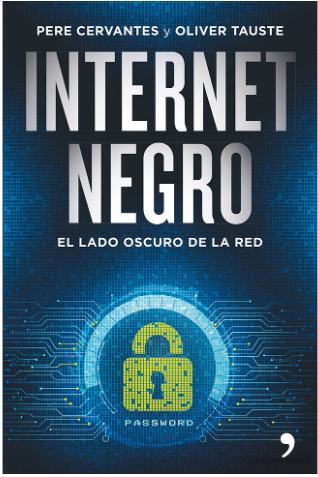 PERE CERVANTES y OLIVER TAUSTE
INTERNET
NEGRO
EL LADO OSCURO DE LA RED
PASSWORD